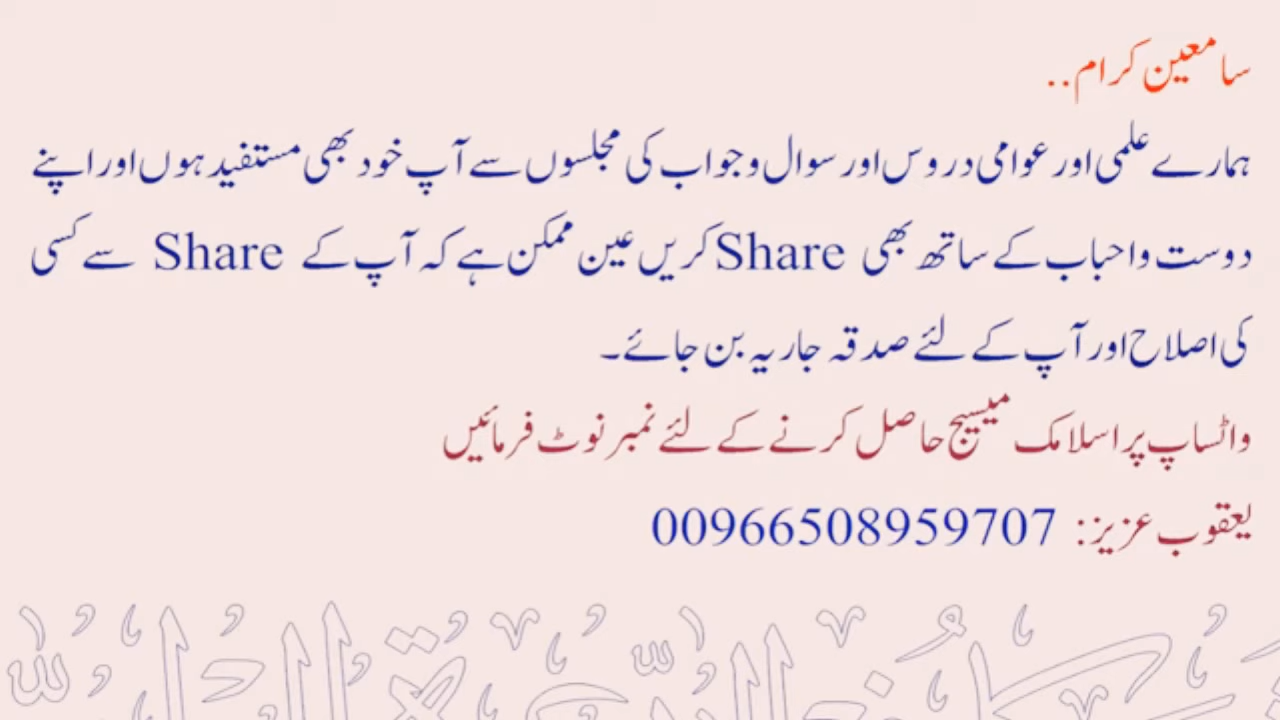 سامعین کرام..
ہمارے علمی اور عوامی دروس اور سوال و جواب کی مجلسوں سے آپ خود بھی مستفید ہوں اور اپنے
دوست و احباب کے ساتھ بھی Share کریں عین ممکن ہے کہ آپ کے Share سے کسی
کی اصلاح اور آپ کے لئے صدقہ جاریہ بن جائے۔
واٹساپ پر اسلامک میسیج حاصل کرنے کے لئے نمبر نوٹ فرمائیں
یعقوب عزیز: 00966508959707